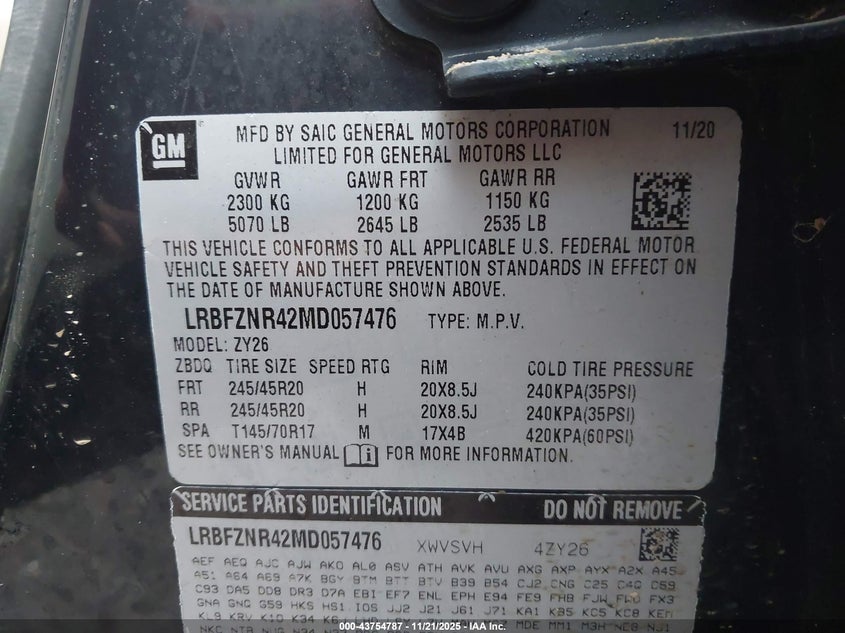 GM
MFD BY SAIC GENERAL MOTORS CORPORATION 11/20
LIMITED FOR GENERAL MOTORS LLC
GVWR GAWR FRT GAWR RR
2300 KG 1200 KG 1150 KG
5070 LB 2645 LB 2535 LB
THIS VEHICLE CONFORMS TO ALL APPLICABLE U.S. FEDERAL MOTOR
VEHICLE SAFETY AND THEFT PREVENTION STANDARDS IN EFFECT ON
THE DATE OF MANUFACTURE SHOWN ABOVE.
LRBFZNR42MD057476 TYPE: M.P.V.
MODEL: ZY26
ZBDQ TIRE SIZE SPEED RTG RIM COLD TIRE PRESSURE
FRT 245/45R20 H 20X8.5J 240KPA(35PSI)
RR 245/45R20 H 20X8.5J 240KPA(35PSI)
SPA T145/70R17 M 17X4B 420KPA(60PSI)
SEE OWNER'S MANUAL FOR MORE INFORMATION.
SERVICE PARTS IDENTIFICATION DO NOT REMOVE
LRBFZNR42MD057476 XWVSVH 4ZY26
AEF AEQ AJC AJW AKO AL0 ASV ATH AVK AVU AXG AXP AYX A2X A45
A51 A64 A69 A7K BGY BTM BTT BTV B39 B54 CJ2 CNG C25 C4G C59
C93 DA5 DD8 DR3 D7A EBI EF7 ENL EPH E94 FE9 FHB FJW FX3
GNA GNG G59 HKS HS1 IOS JJ2 J21 J61 J71 KA1 KB5 KC5 KC8
KL9 KRV K10 K34
#IAA 000-43754787 - 11/21/2025 - IAASTAFF